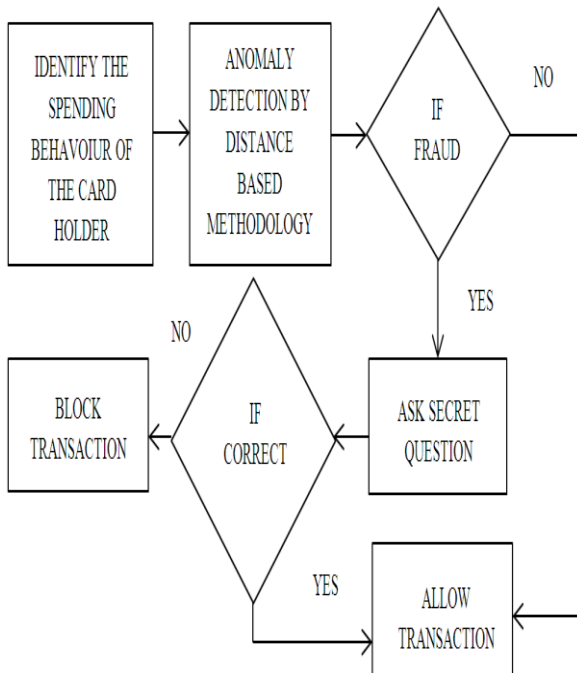 IDENTIFY THE
SPENDING
BEHAVOIUR OF
THE CARD
HOLDER
ANOMALY
DETECTION BY
DISTANCE
BASED
METHODOLOGY
IF
FRAUD
NO
YES
ASK SECRET
QUESTION
IF
CORRECT
NO
BLOCK
TRANSACTION
YES
ALLOW
TRANSACTION